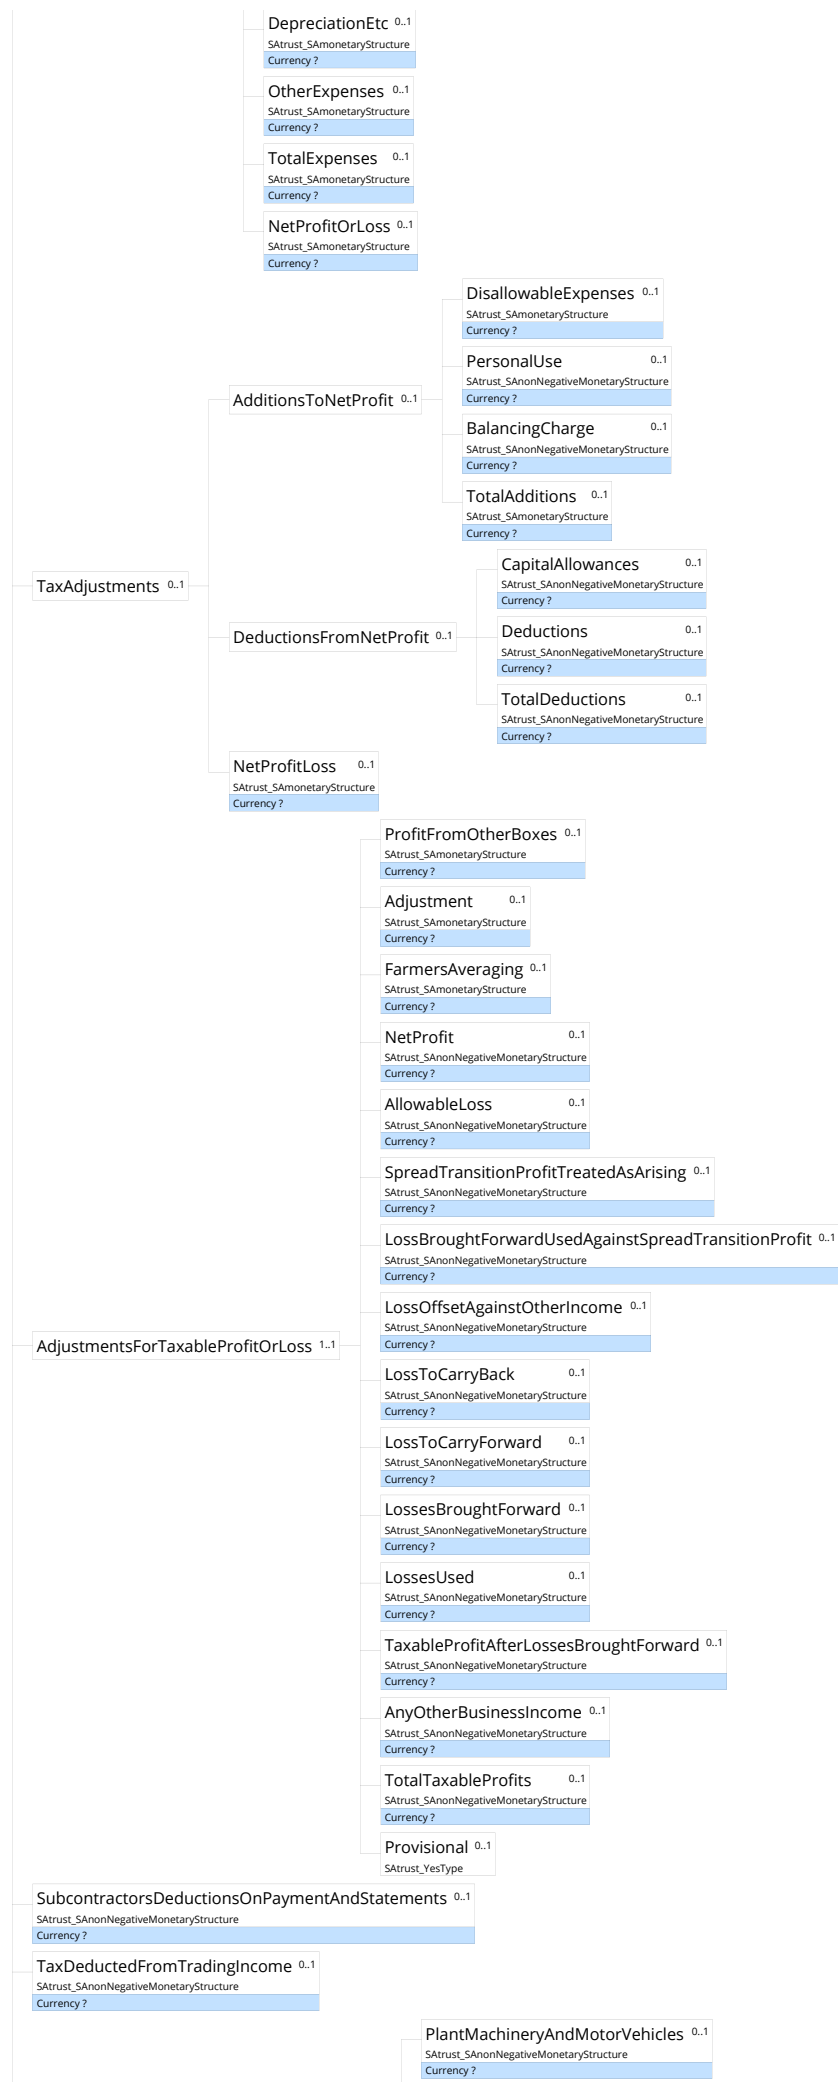 DepreciationEtc 0..1
SAtrust_SAmonetaryStructure
Currency ?
OtherExpenses 0..1
SAtrust_SAmonetaryStructure
Currency ?
TotalExpenses 0..1
SAtrust_SAmonetaryStructure
Currency ?
NetProfitOrLoss 0..1
SAtrust_SAmonetaryStructure
Currency ?
DisallowableExpenses 0..1
SAtrust_SAmonetaryStructure
Currency ?
PersonalUse 0..1
SAtrust_SAnonNegativeMonetaryStructure
Currency ?
AdditionsToNetProfit 0..1
BalancingCharge 0..1
SAtrust_SAnonNegativeMonetaryStructure
Currency ?
TotalAdditions 0..1
SAtrust_SAmonetaryStructure
Currency ?
CapitalAllowances 0..1
SAtrust_SAnonNegativeMonetaryStructure
Currency ?
TaxAdjustments 0..1
Deductions 0..1
SAtrust_SAnonNegativeMonetaryStructure
Currency ?
DeductionsFromNetProfit 0..1
TotalDeductions 0..1
SAtrust_SAnonNegativeMonetaryStructure
Currency ?
NetProfitLoss 0..1
SAtrust_SAmonetaryStructure
Currency ?
ProfitFromOtherBoxes 0..1
SAtrust_SAmonetaryStructure
Currency ?
Adjustment 0..1
SAtrust_SAmonetaryStructure
Currency ?
FarmersAveraging 0..1
SAtrust_SAmonetaryStructure
Currency ?
NetProfit 0..1
SAtrust_SAnonNegativeMonetaryStructure
Currency ?
AllowableLoss 0..1
SAtrust_SAnonNegativeMonetaryStructure
Currency ?
SpreadTransitionProfitTreatedAsArising 0..1
SAtrust_SAnonNegativeMonetaryStructure
Currency ?
LossBroughtForwardUsedAgainstSpreadTransitionProfit 0..1
SAtrust_SAnonNegativeMonetaryStructure
Currency ?
LossOffsetAgainstOtherIncome 0..1
SAtrust_SAnonNegativeMonetaryStructure
Currency ?
AdjustmentsForTaxableProfitOrLoss 1..1
LossToCarryBack 0..1
SAtrust_SAnonNegativeMonetaryStructure
Currency ?
LossToCarryForward 0..1
SAtrust_SAnonNegativeMonetaryStructure
Currency ?
LossesBroughtForward 0..1
SAtrust_SAnonNegativeMonetaryStructure
Currency ?
LossesUsed 0..1
SAtrust_SAnonNegativeMonetaryStructure
Currency ?
TaxableProfitAfterLossesBroughtForward 0..1
SAtrust_SAnonNegativeMonetaryStructure
Currency ?
AnyOtherBusinessIncome 0..1
SAtrust_SAnonNegativeMonetaryStructure
Currency ?
TotalTaxableProfits 0..1
SAtrust_SAnonNegativeMonetaryStructure
Currency ?
Provisional 0..1
SAtrust_YesType
SubcontractorsDeductionsOnPaymentAndStatements 0..1
SAtrust_SAnonNegativeMonetaryStructure
Currency ?
TaxDeductedFromTradingIncome 0..1
SAtrust_SAnonNegativeMonetaryStructure
Currency ?
PlantMachineryAndMotorVehicles 0..1
SAtrust_SAnonNegativeMonetaryStructure
Currency ?